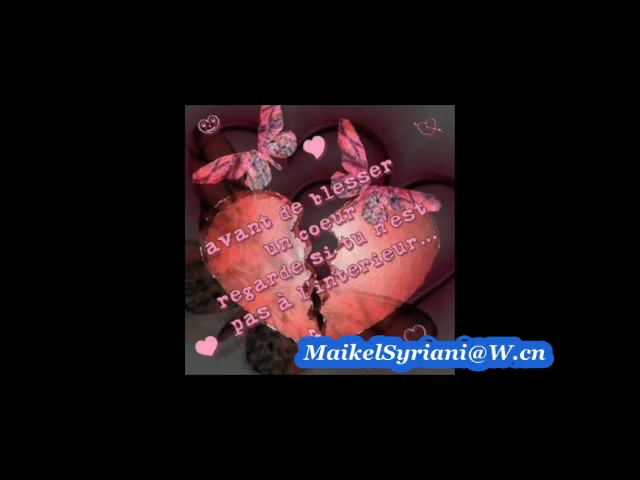 avant de blesser
un coeur
regarde si tu n'est
pas à l'interieur...
MaikelSyriani@W.cn